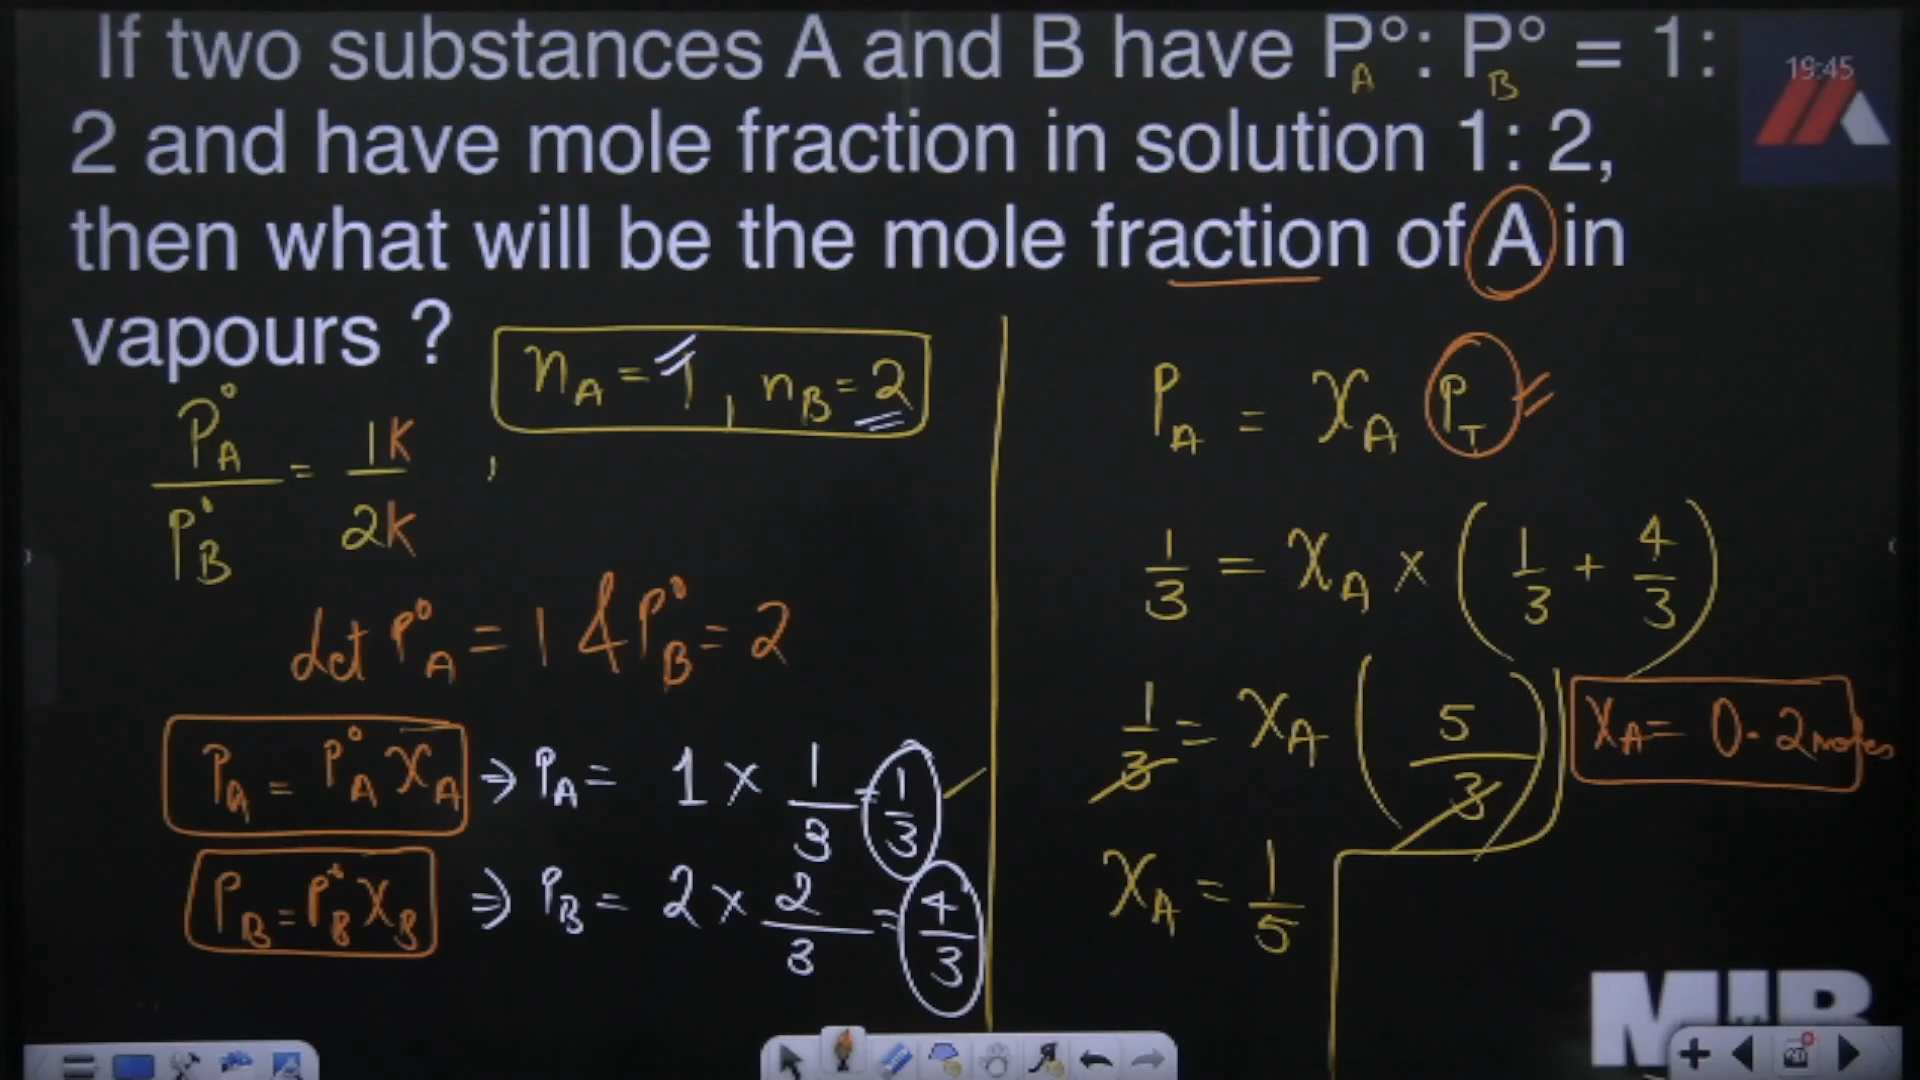 If two substances A and B have P°A : P°B = 1:
2 and have mole fraction in solution 1: 2,
then what will be the mole fraction of A in
vapours ?
19:45
nA = 1, nB = 2
P°A / P°B = 1K / 2K ,
Let P°A = 1 & P°B = 2
PA = P°A XA ⇒ PA = 1 × 1/3 = 1/3
PB = P°B XB ⇒ PB = 2 × 2/3 = 4/3
PA = XA PT
1/3 = XA × (1/3 + 4/3)
1/3 = XA (5/3)
XA = 0.2 moles
XA = 1/5